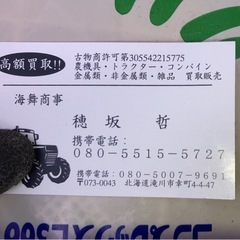 高額買取!!
古物商許可第305542215775
農機具・トラクター・コンバイン
金属類・非金属類・雑品 買取販売
海舞商事
穂坂 哲
携帯電話:
080-5515-5727
携帯電話:080-5007-9691
〒073-0043 北海道滝川市幸町4-4-47